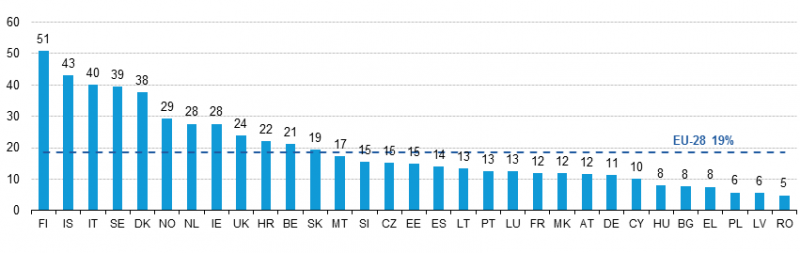 60
50
40
30
20
10
0
51 43 40 39 38 29 28 28 24 22 21 19 17 15 15 15 14 13 13 13 12 12 12 11 10 8 8 8 6 6 5
EU-28 19%
FI IS IT SE DK NO NL IE UK HR BE SK MT SI CZ EE ES LT PT LU FR MK AT DE CY HU BG EL PL LV RO